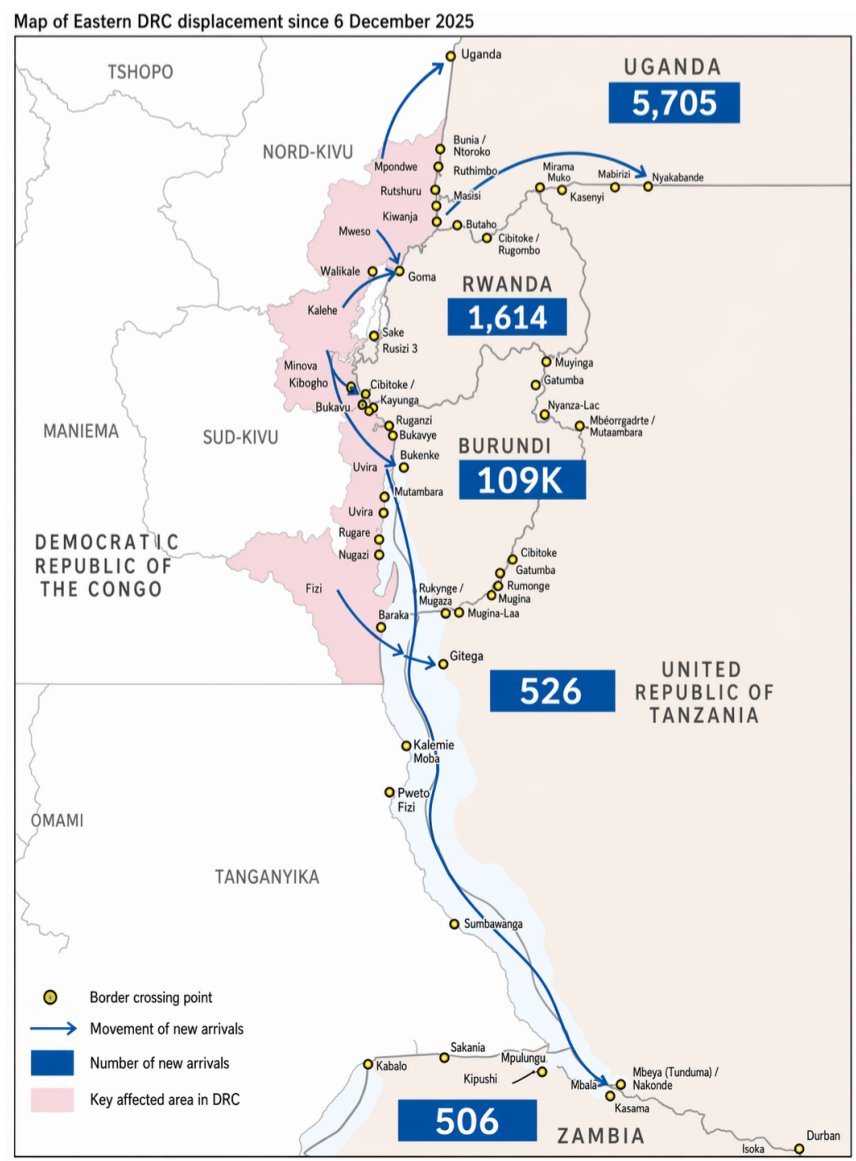 Map of Eastern DRC displacement since 6 December 2025
Uganda
UGANDA
5,705
TSHOPO
NORD-KIVU
Bunia /
Ntoroko
Mpondwe
Ruthimbo
Mirama
Muko
Mabirizi
Nyakabande
Rutshuru
Masisi
Kasenyi
Kiwanja
Butaho
Mweso
Cibitoke /
Rugombo
Walikale
Goma
RWANDA
1,614
Kalehe
Sake
Rusizi 3
Minova
Kibogho
Muyinga
Gatumba
Cibitoke /
Kayunga
Bukavu
Nyanza-Lac
Mbéorrgadrte /
Mutaambara
Ruganzi
Bukavye
MANIEMA
SUD-KIVU
BURUNDI
109K
Bukenke
Uvira
Mutambara
Uvira
Rugare
Nugazi
DEMOCRATIC
REPUBLIC OF
THE CONGO
Cibitoke
Gatumba
Rumonge
Mugina
Fizi
Rukynge /
Mugaza
Mugina-Laa
Baraka
Gitega
526
UNITED
REPUBLIC OF
TANZANIA
Kalemie
Moba
Pweto
Fizi
OMAMI
TANGANYIKA
Sumbawanga
Border crossing point
Movement of new arrivals
Number of new arrivals
Key affected area in DRC
Kabalo
Sakania
Mpulungu
Kipushi
Mbala
Mbeya (Tunduma) /
Nakonde
Kasama
506
ZAMBIA
Isoka
Durban